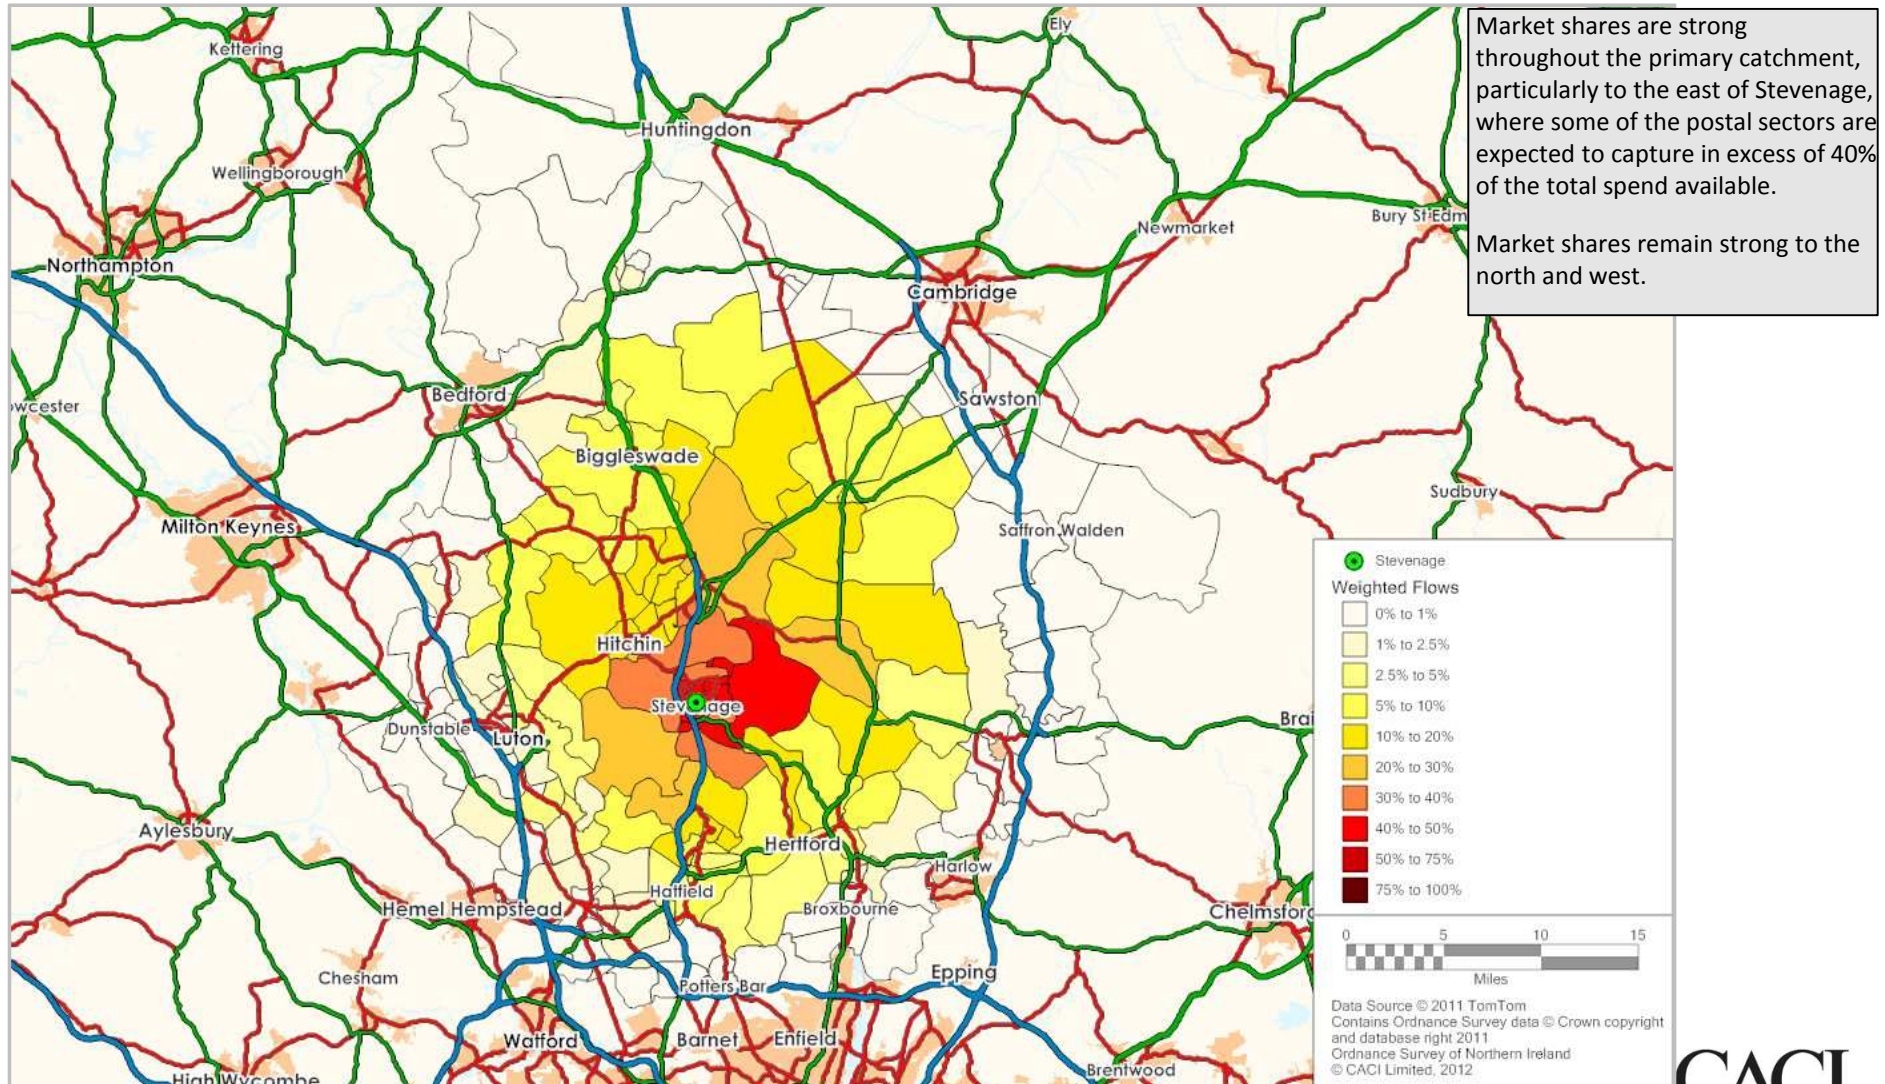 Market shares are strong
throughout the primary catchment,
particularly to the east of Stevenage,
where some of the postal sectors are
expected to capture in excess of 40%
of the total spend available.
Market shares remain strong to the
north and west.
Kettering
Ely
Huntingdon
Wellingborough
Bury St Edm
Newmarket
Northampton
Cambridge
Bedford
Sawston
wcester
Biggleswade
Sudbury
Milton Keynes
Saffron Walden
Hitchin
Stevenage
Dunstable
Luton
Brai
Aylesbury
Hertford
Harlow
Hatfield
Hemel Hempstead
Broxbourne
Chelmsford
Chesham
Epping
Potters Bar
Watford
Barnet
Enfield
Brentwood
High Wycombe
Stevenage
Weighted Flows
0% to 1%
1% to 2.5%
2.5% to 5%
5% to 10%
10% to 20%
20% to 30%
30% to 40%
40% to 50%
50% to 75%
75% to 100%
0 5 10 15
Miles
Data Source © 2011 TomTom
Contains Ordnance Survey data © Crown copyright
and database right 2011
Ordnance Survey of Northern Ireland
© CACI Limited, 2012
CACI